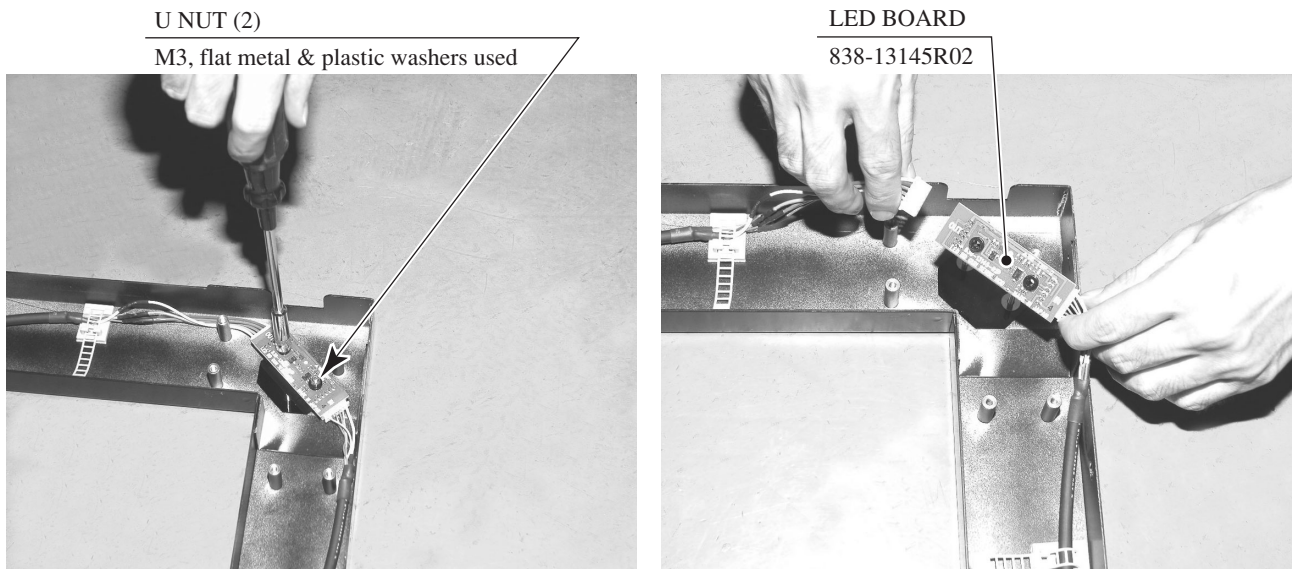 U NUT (2)
M3, flat metal & plastic washers used
LED BOARD
838-13145R02